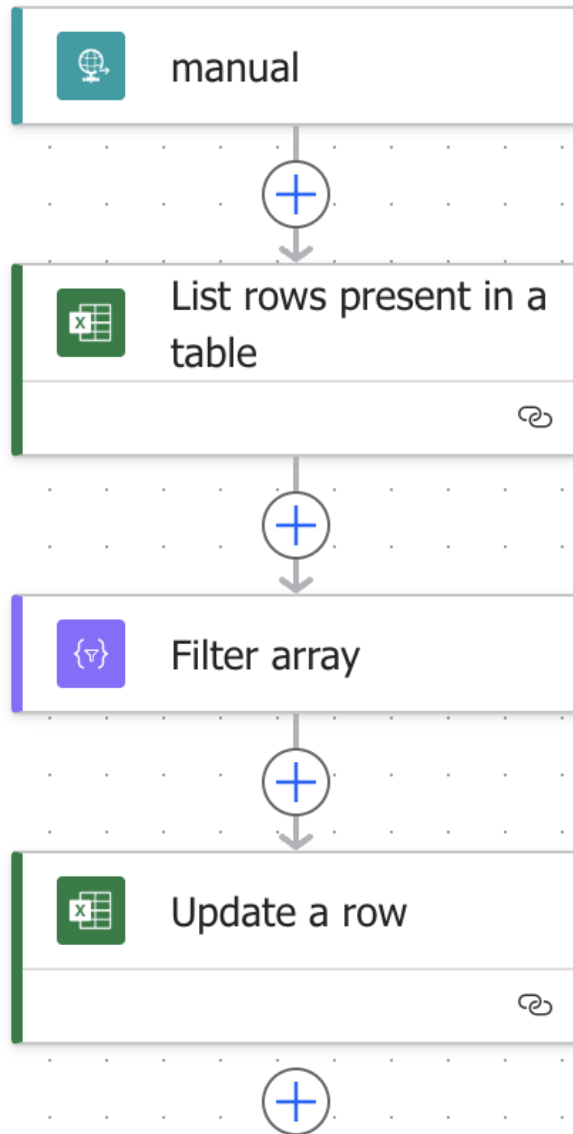 manual
List rows present in a
table
Filter array
Update a row